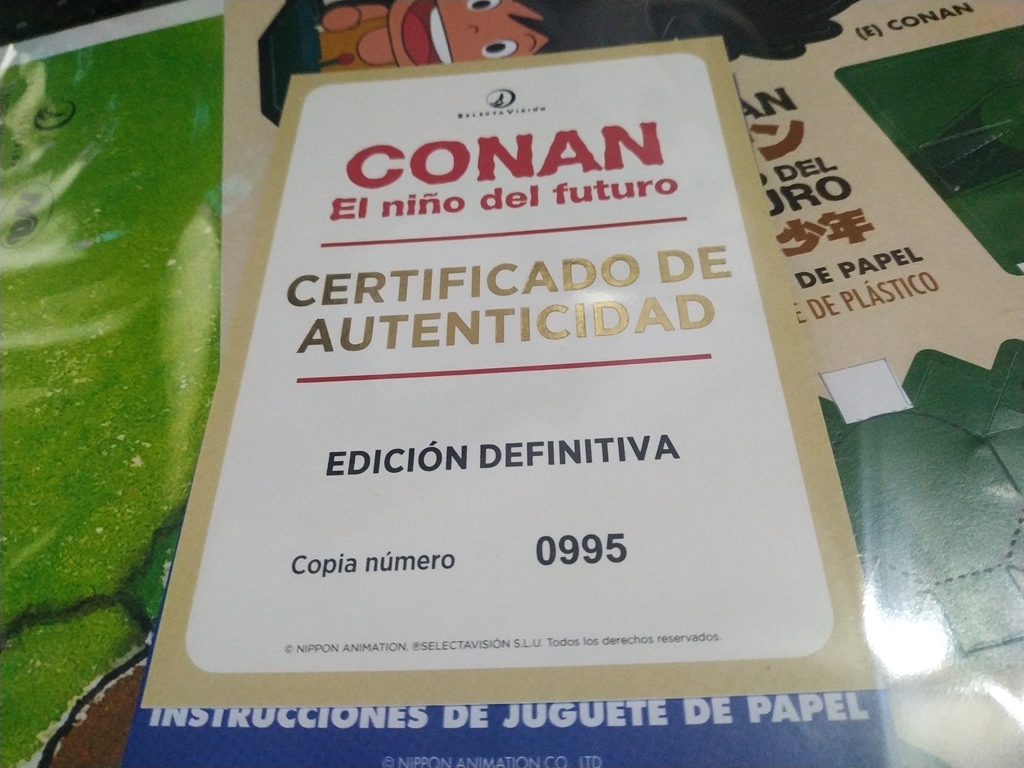 (E) CONAN
SELECTAVISIÓN
CONAN
El niño del futuro
CERTIFICADO DE
AUTENTICIDAD
EDICIÓN DEFINITIVA
Copia número 0995
© NIPPON ANIMATION. ℗SELECTAVISIÓN S.L.U. Todos los derechos reservados.
AN
ン
DEL
URO
少年
DE PAPEL
E DE PLÁSTICO
INSTRUCCIONES DE JUGUETE DE PAPEL
© NIPPON ANIMATION CO., LTD